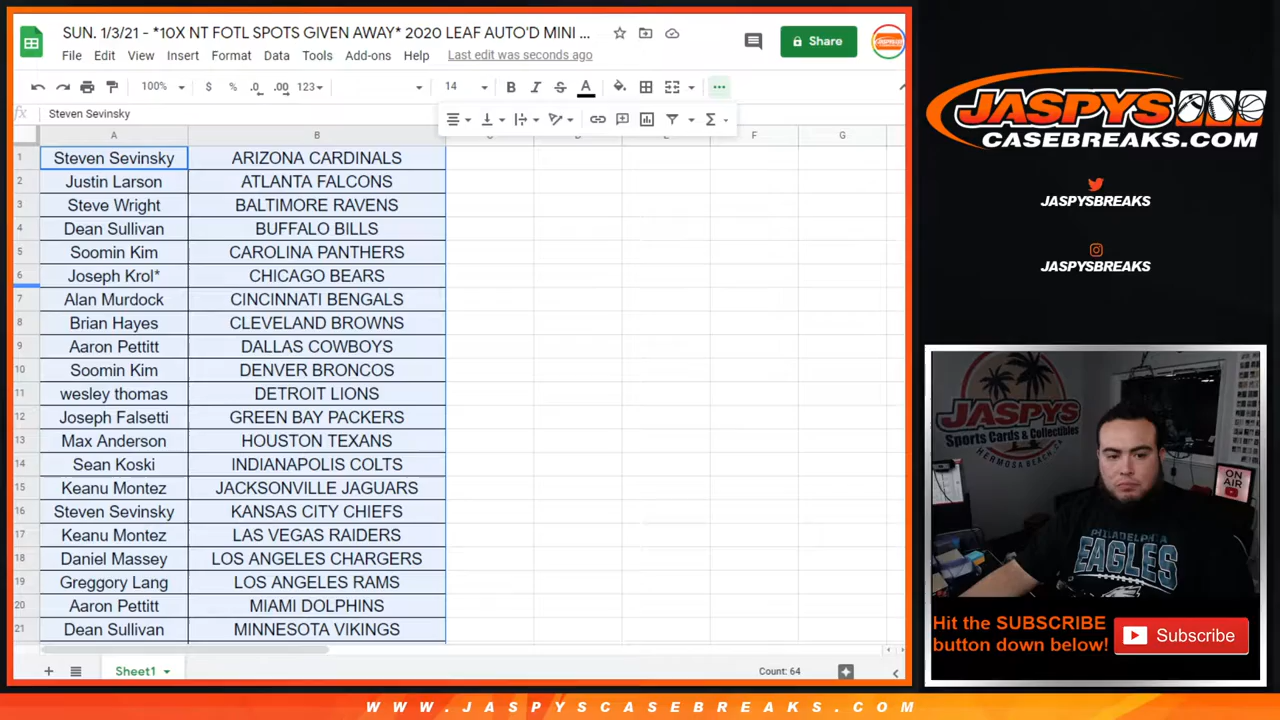 SUN. 1/3/21 - *10X NT FOTL SPOTS GIVEN AWAY* 2020 LEAF AUTO'D MINI ...
File Edit View Insert Format Data Tools Add-ons Help Last edit was seconds ago
Share
100% $ % .0 .00 123 14 B I S A
fx Steven Sevinsky
A B F G
1 Steven Sevinsky ARIZONA CARDINALS
2 Justin Larson ATLANTA FALCONS
3 Steve Wright BALTIMORE RAVENS
4 Dean Sullivan BUFFALO BILLS
5 Soomin Kim CAROLINA PANTHERS
6 Joseph Krol* CHICAGO BEARS
7 Alan Murdock CINCINNATI BENGALS
8 Brian Hayes CLEVELAND BROWNS
9 Aaron Pettitt DALLAS COWBOYS
10 Soomin Kim DENVER BRONCOS
11 wesley thomas DETROIT LIONS
12 Joseph Falsetti GREEN BAY PACKERS
13 Max Anderson HOUSTON TEXANS
14 Sean Koski INDIANAPOLIS COLTS
15 Keanu Montez JACKSONVILLE JAGUARS
16 Steven Sevinsky KANSAS CITY CHIEFS
17 Keanu Montez LAS VEGAS RAIDERS
18 Daniel Massey LOS ANGELES CHARGERS
19 Greggory Lang LOS ANGELES RAMS
20 Aaron Pettitt MIAMI DOLPHINS
21 Dean Sullivan MINNESOTA VIKINGS
Sheet1
Count: 64
JASPYS
CASEBREAKS.COM
JASPYSBREAKS
JASPYSBREAKS
JASPYS
Sports Cards & Collectibles
HERMOSA BEACH, CA
ON AIR
PHILADELPHIA
EAGLES
Hit the SUBSCRIBE
button down below!
Subscribe
WWW.JASPYSCASEBREAKS.COM